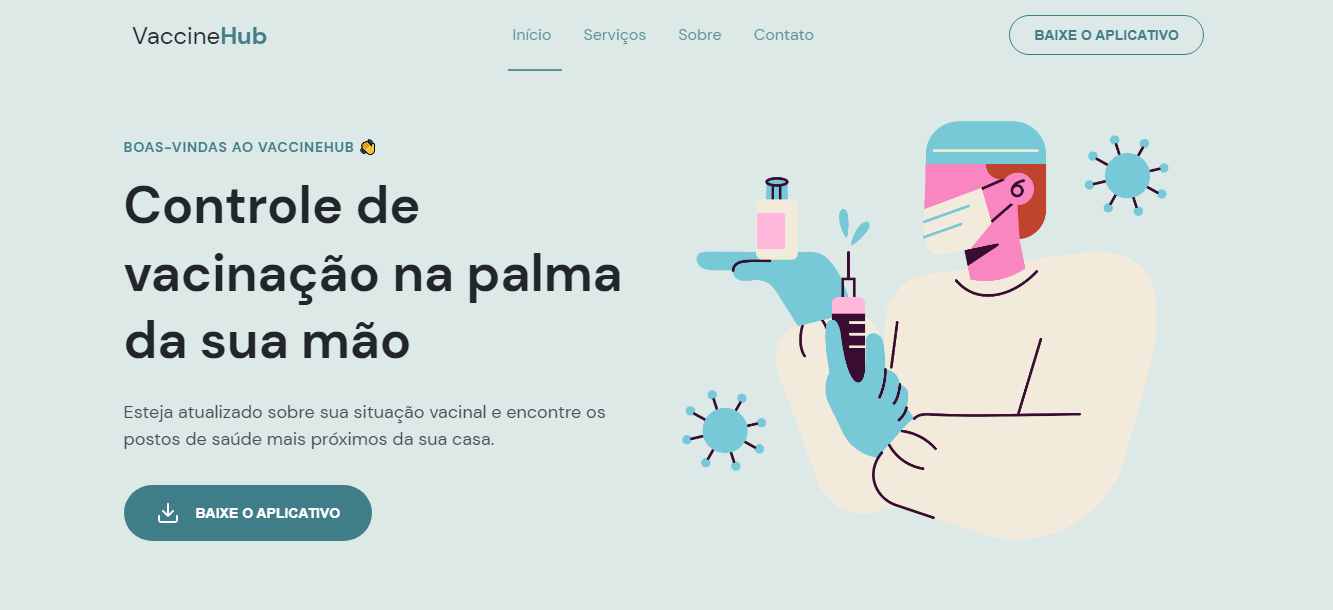 VaccineHub
Início
Serviços
Sobre
Contato
BAIXE O APLICATIVO
BOAS-VINDAS AO VACCINEHUB 👏
Controle de
vacinação na palma
da sua mão
Esteja atualizado sobre sua situação vacinal e encontre os
postos de saúde mais próximos da sua casa.
BAIXE O APLICATIVO